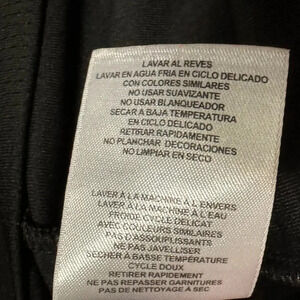 LAVAR AL REVES
LAVAR EN AGUA FRIA EN CICLO DELICADO
CON COLORES SIMILARES
NO USAR SUAVIZANTE
NO USAR BLANQUEADOR
SECAR A BAJA TEMPERATURA
EN CICLO DELICADO
RETIRAR RAPIDAMENTE
NO PLANCHAR DECORACIONES
NO LIMPIAR EN SECO
LAVER À LA MACHINE À L'ENVERS
LAVER À LA MACHINE À L'EAU
FROIDE CYCLE DÉLICAT
AVEC COULEURS SIMILAIRES
PAS D'ASSOUPLISSANTS
NE PAS JAVELLISER
SÉCHER À BASSE TEMPÉRATURE
CYCLE DOUX
RETIRER RAPIDEMENT
NE PAS REPASSER GARNITURES
PAS DE NETTOYAGE À SEC